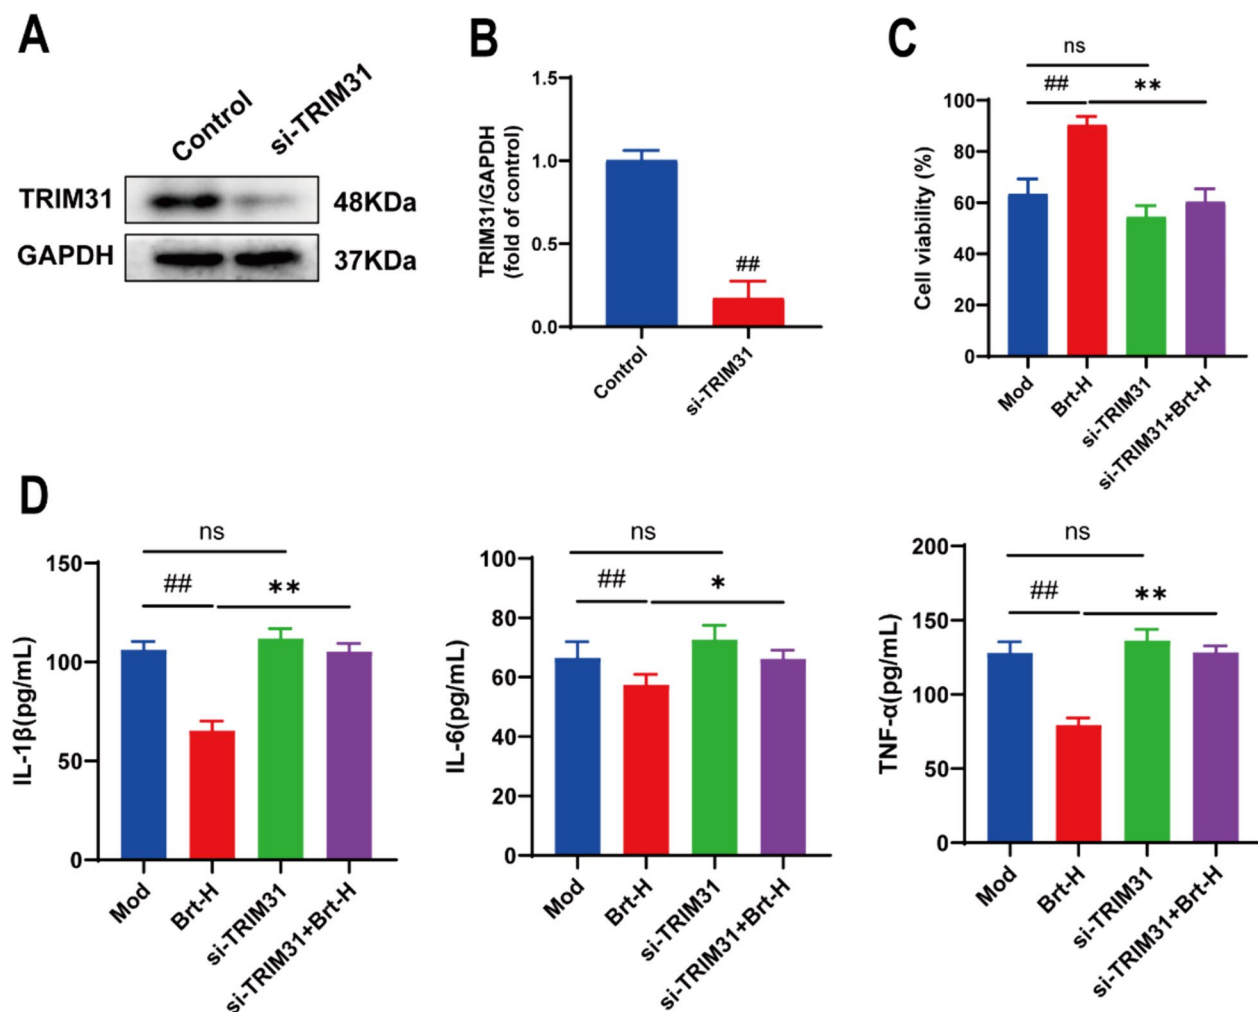 A
Control
si-TRIM31
TRIM31
48KDa
GAPDH
37KDa
B
TRIM31/GAPDH
(fold of control)
1.5
1.0
0.5
0.0
##
Control
si-TRIM31
C
ns
##
**
Cell viability (%)
100
80
60
40
20
0
Mod
Brt-H
si-TRIM31
si-TRIM31+Brt-H
D
ns
##
**
IL-1β(pg/mL)
150
100
50
0
Mod
Brt-H
si-TRIM31
si-TRIM31+Brt-H
ns
##
*
IL-6(pg/mL)
100
80
60
40
20
0
Mod
Brt-H
si-TRIM31
si-TRIM31+Brt-H
ns
##
**
TNF-α(pg/mL)
200
150
100
50
0
Mod
Brt-H
si-TRIM31
si-TRIM31+Brt-H